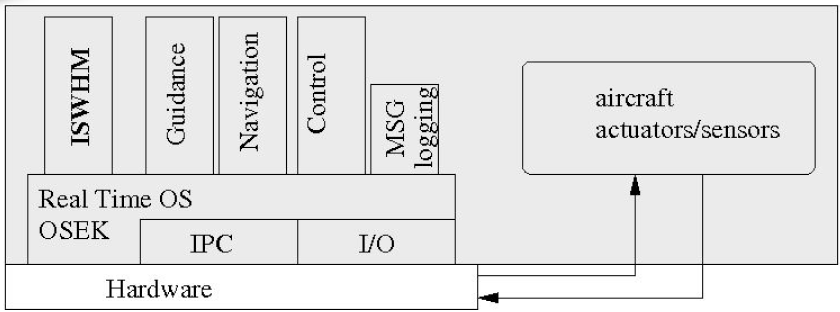 ISWHM
Guidance
Navigation
Control
MSG
logging
aircraft
actuators/sensors
Real Time OS
OSEK
IPC
I/O
Hardware